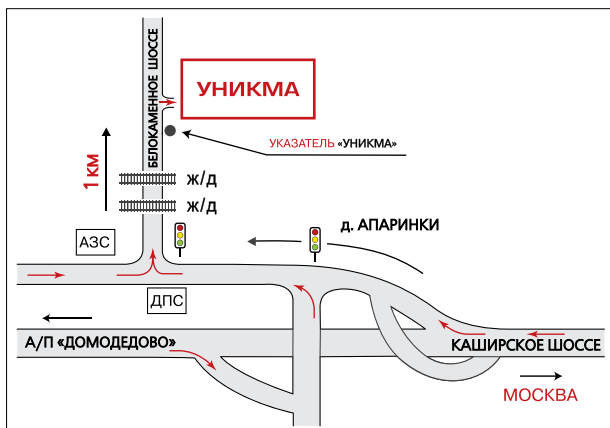 БЕЛОКАМЕННОЕ ШОССЕ
УНИКМА
УКАЗАТЕЛЬ «УНИКМА»
1 КМ
ж/д
ж/д
д. АПАРИНКИ
АЗС
ДПС
А/П «ДОМОДЕДОВО»
КАШИРСКОЕ ШОССЕ
МОСКВА